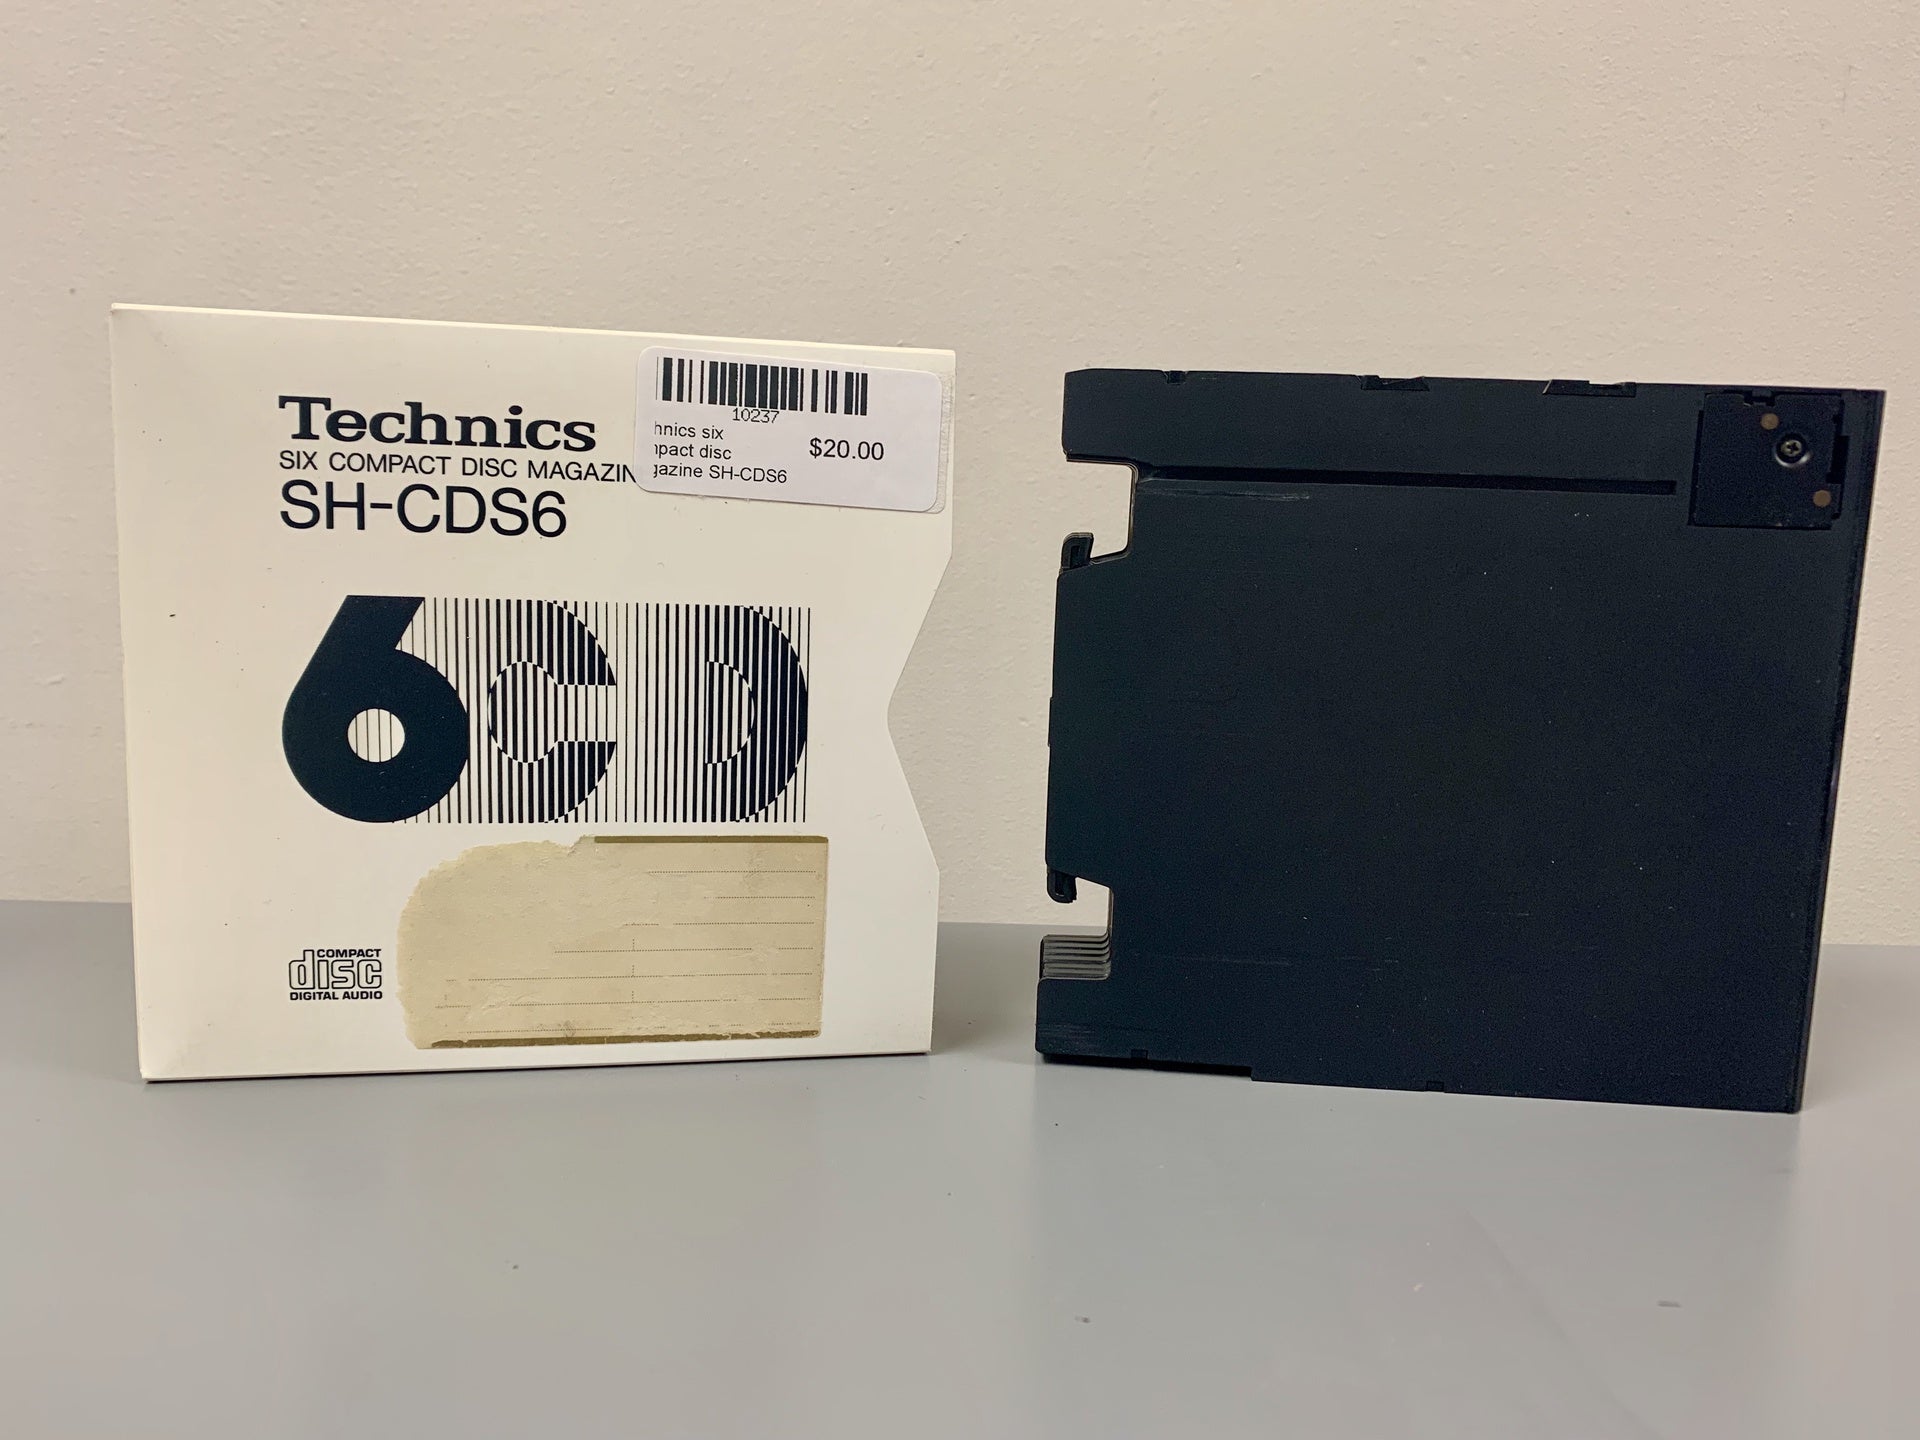 Technics
SIX COMPACT DISC MAGAZIN
SH-CDS6
10237
hnics six
mpact disc
gazine SH-CDS6
$20.00
6CD
COMPACT
disc
DIGITAL AUDIO